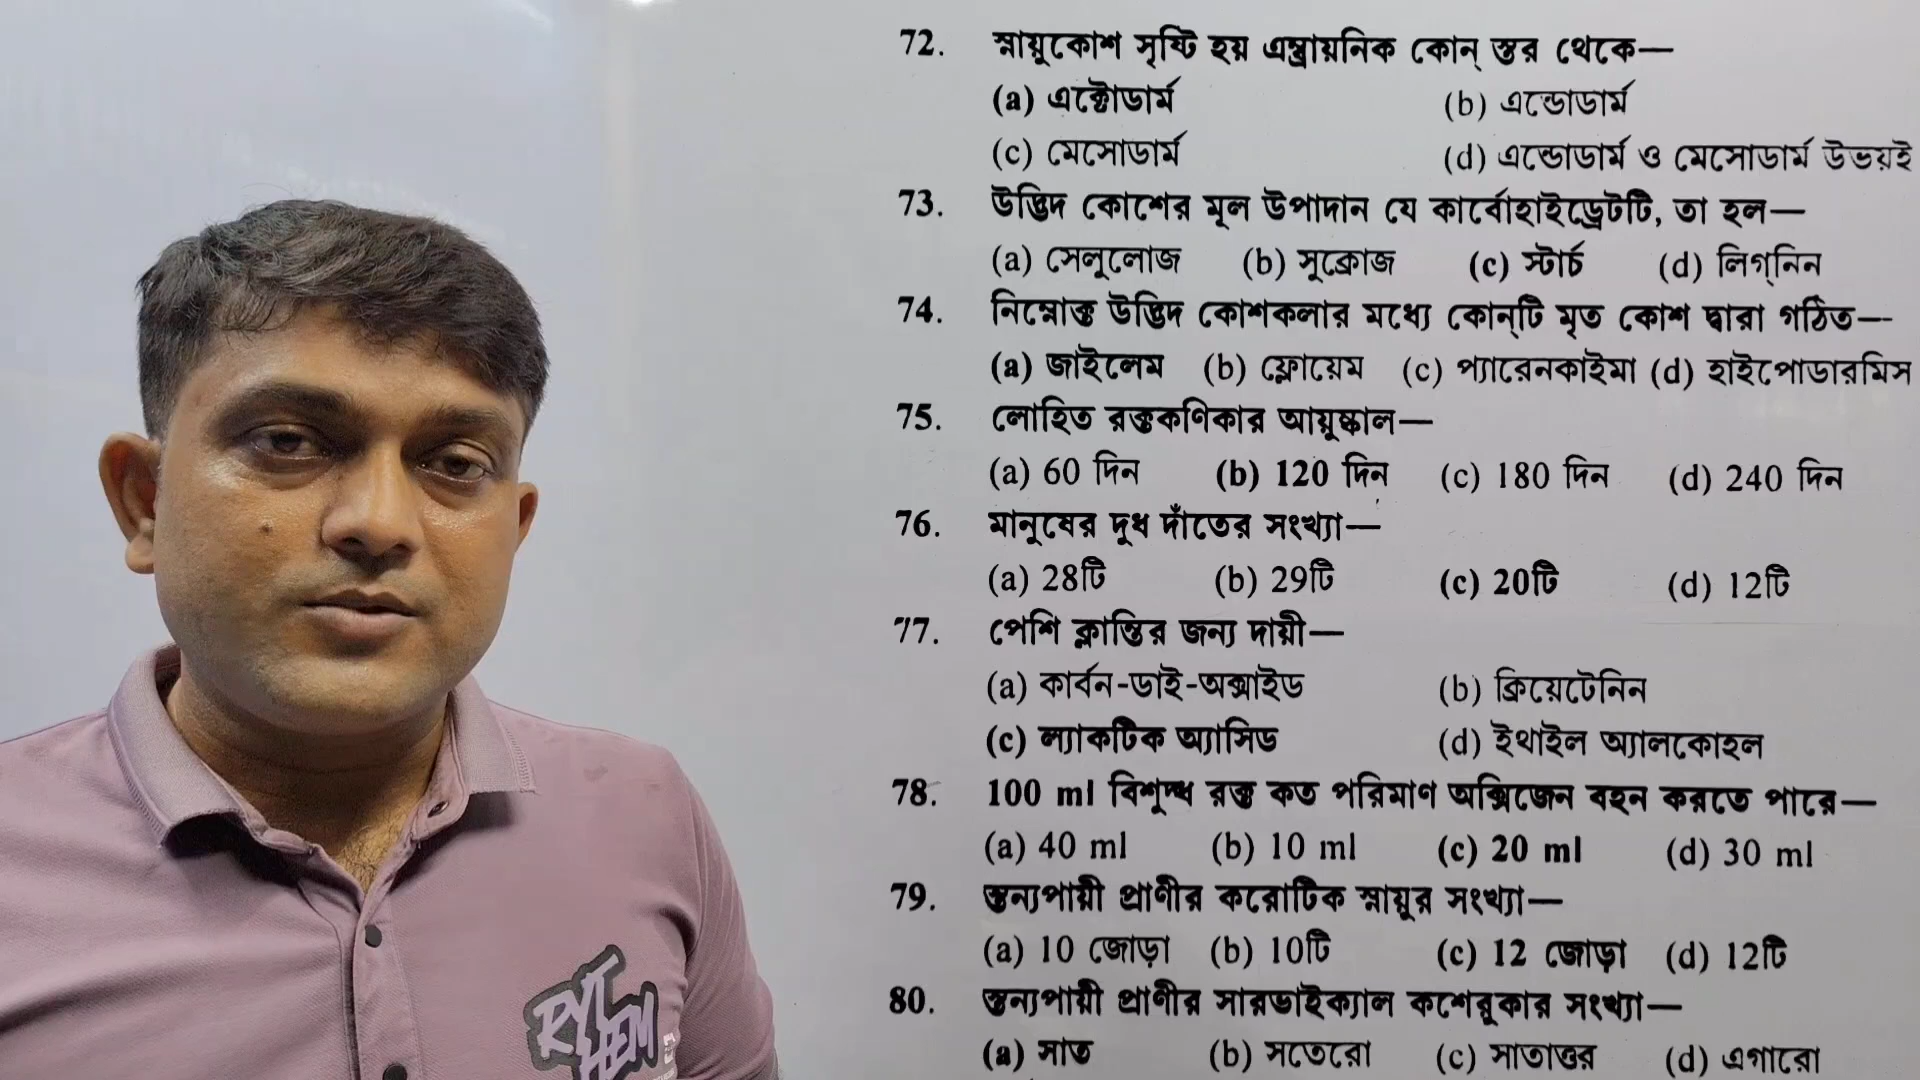 72. স্নায়ুকোশ সৃষ্টি হয় এম্ব্রায়নিক কোন্ স্তর থেকে—
(a) এক্টোডার্ম (b) এন্ডোডার্ম
(c) মেসোডার্ম (d) এন্ডোডার্ম ও মেসোডার্ম উভয়ই
73. উদ্ভিদ কোশের মূল উপাদান যে কার্বোহাইড্রেটটি, তা হল—
(a) সেলুলোজ (b) সুক্রোজ (c) স্টার্চ (d) লিগ্‌নিন
74. নিম্নোক্ত উদ্ভিদ কোশকলার মধ্যে কোন্‌টি মৃত কোশ দ্বারা গঠিত—
(a) জাইলেম (b) ফ্লোয়েম (c) প্যারেনকাইমা (d) হাইপোডারমিস
75. লোহিত রক্তকণিকার আয়ুষ্কাল—
(a) 60 দিন (b) 120 দিন (c) 180 দিন (d) 240 দিন
76. মানুষের দুধ দাঁতের সংখ্যা—
(a) 28টি (b) 29টি (c) 20টি (d) 12টি
77. পেশি ক্লান্তির জন্য দায়ী—
(a) কার্বন-ডাই-অক্সাইড (b) ক্রিয়েটেনিন
(c) ল্যাকটিক অ্যাসিড (d) ইথাইল অ্যালকোহল
78. 100 ml বিশুদ্ধ রক্ত কত পরিমাণ অক্সিজেন বহন করতে পারে—
(a) 40 ml (b) 10 ml (c) 20 ml (d) 30 ml
79. স্তন্যপায়ী প্রাণীর করোটিক স্নায়ুর সংখ্যা—
(a) 10 জোড়া (b) 10টি (c) 12 জোড়া (d) 12টি
80. স্তন্যপায়ী প্রাণীর সারভাইক্যাল কশেরুকার সংখ্যা—
(a) সাত (b) সতেরো (c) সাতাত্তর (d) এগারো
RYTHEM